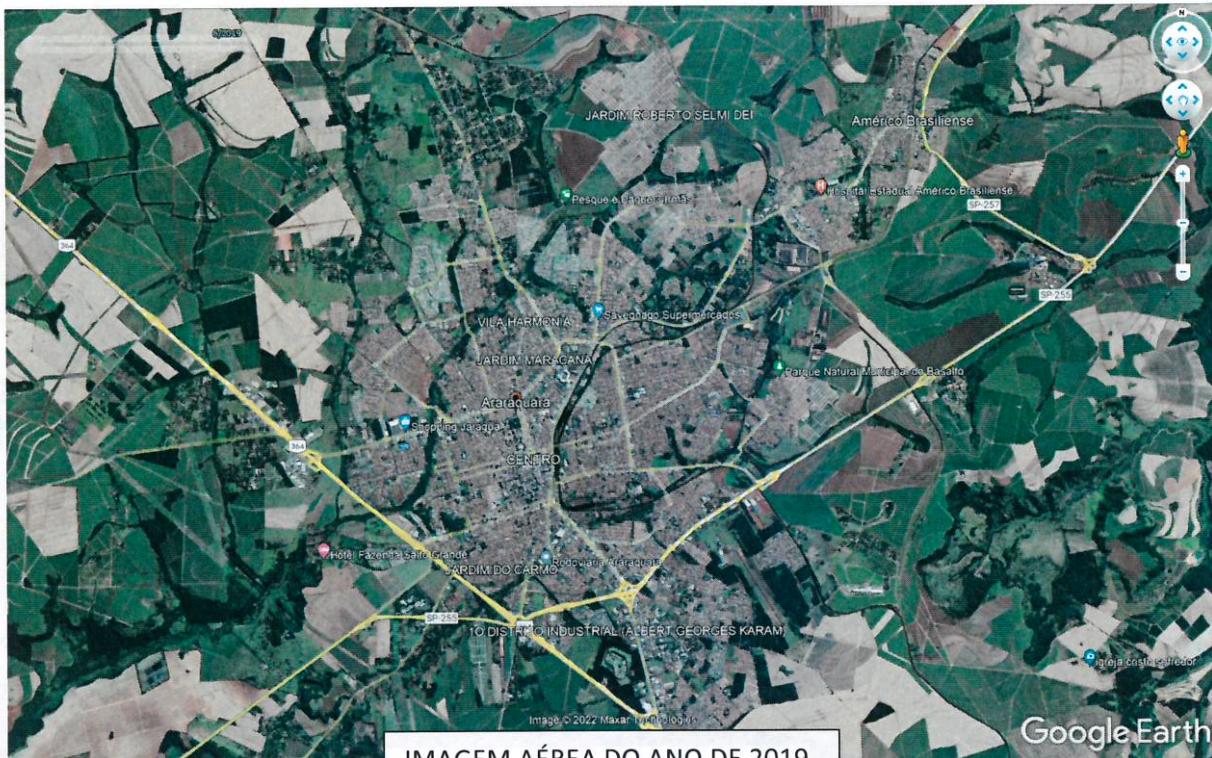 6/2019
N
JARDIM ROBERTO SELMI DEI
Américo Brasiliense
Hospital Estadual Américo Brasiliense
SP-257
364
SP-255
VILA HARMONIA
Savegnago Supermercados
JARDIM MARACANÃ
Parque Natural Municipal do Basalto
Araraquara
Shopping Jaraguá
364
CENTRO
Hotel Fazenda Salto Grande
Rodoviária Araraquara
JARDIM DO CARMO
SP-255
1O DISTRITO INDUSTRIAL (ALBERT GEORGES KARAM)
Image © 2022 Maxar Technologies
Google Earth
IMAGEM AÉREA DO ANO DE 2019